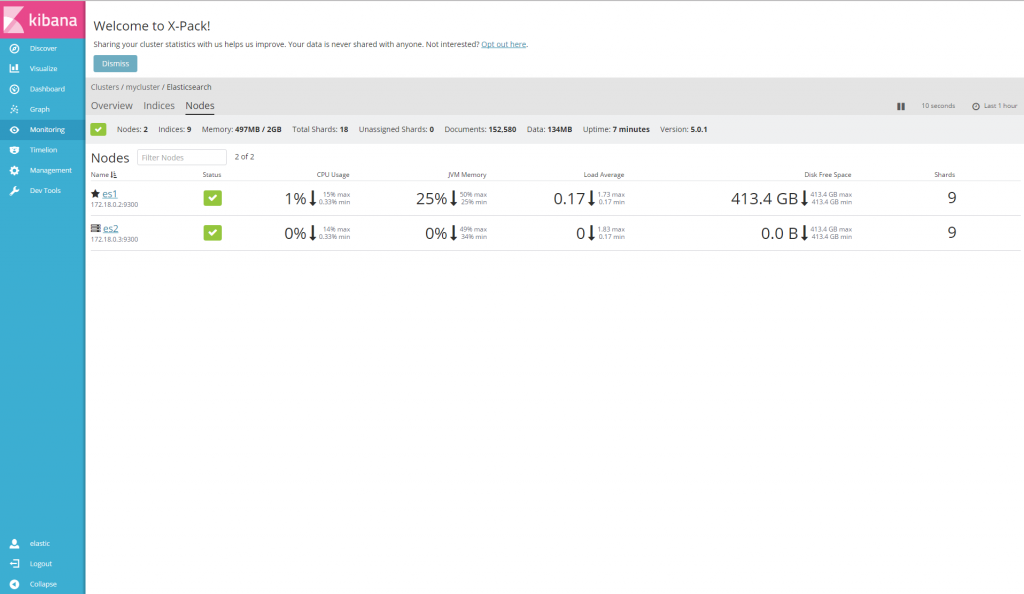 kibana
Discover
Visualize
Dashboard
Graph
Monitoring
Timelion
Management
Dev Tools
elastic
Logout
Collapse
Welcome to X-Pack!
Sharing your cluster statistics with us helps us improve. Your data is never shared with anyone. Not interested? Opt out here.
Dismiss
Clusters / mycluster / Elasticsearch
Overview Indices Nodes 10 seconds Last 1 hour
Nodes: 2 Indices: 9 Memory: 497MB / 2GB Total Shards: 18 Unassigned Shards: 0 Documents: 152,580 Data: 134MB Uptime: 7 minutes Version: 5.0.1
Nodes Filter Nodes 2 of 2
Name Status CPU Usage JVM Memory Load Average Disk Free Space Shards
es1 1% 15% max 25% 50% max 0.17 1.73 max 413.4 GB 413.4 GB max 9
172.18.0.2:9300 0.33% min 25% min 0.17 min 413.4 GB min
es2 0% 14% max 0% 49% max 0 1.83 max 0.0 B 413.4 GB max 9
172.18.0.3:9300 0.33% min 34% min 0.17 min 413.4 GB min